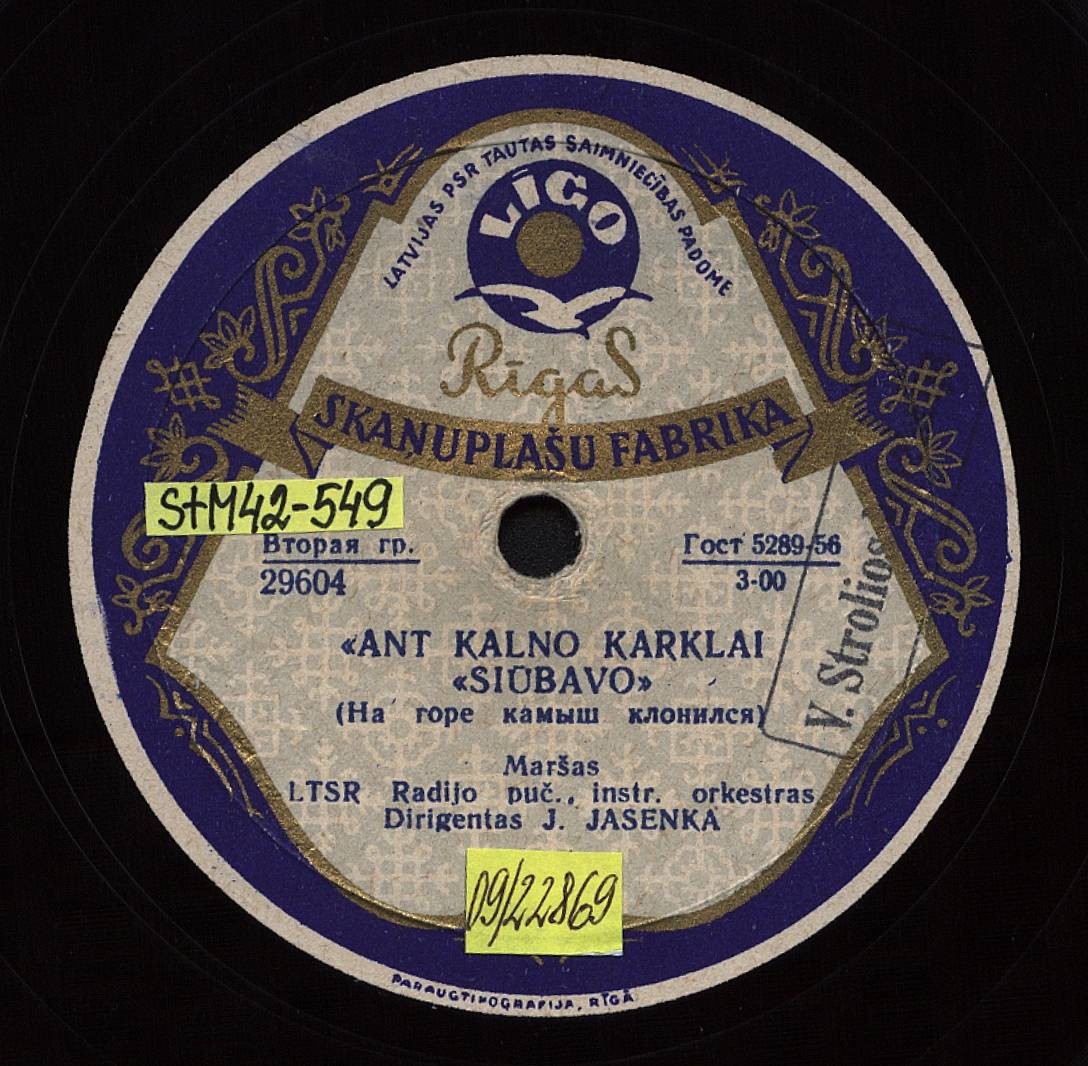 LATVIJAS PSR TAUTAS SAIMNIECĪBAS PADOME
LĪGO
Rīgas
SKAŅUPLAŠU FABRIKA
StM42-549
Вторая гр.
29604
Гост 5289-56
3-00
V. Strolios
«ANT KALNO KARKLAI
«SIŪBAVO»
(На горе камыш клонился)
Maršas
LTSR Radijo puč., instr. orkestras
Dirigentas J. JASENKA
09/22869
PARAUGTIPOGRAFIJA, RĪGĀ